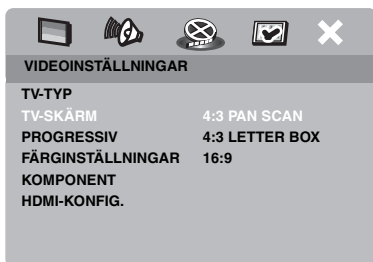 VIDEOINSTÄLLNINGAR
TV-TYP
TV-SKÄRM 4:3 PAN SCAN
PROGRESSIV 4:3 LETTER BOX
FÄRGINSTÄLLNINGAR 16:9
KOMPONENT
HDMI-KONFIG.